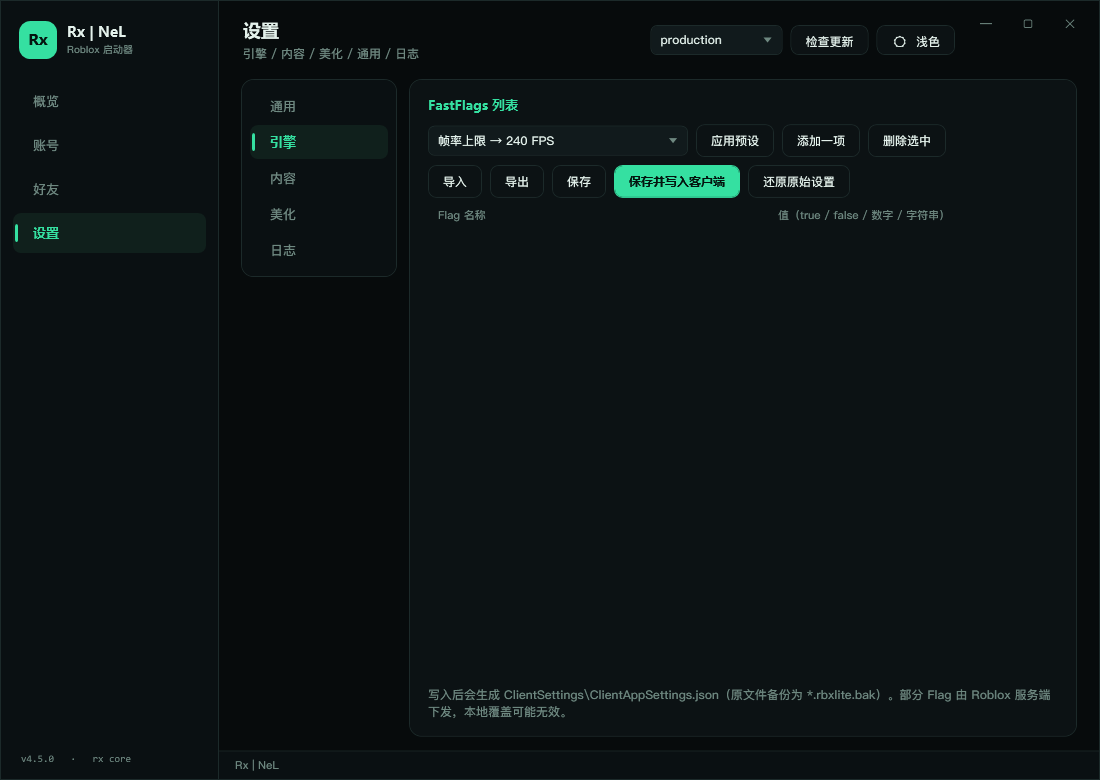 Rx
Rx | NeL
Roblox 启动器
概览
账号
好友
设置
v4.5.0 · rx core
设置
引擎 / 内容 / 美化 / 通用 / 日志
production
检查更新
浅色
通用
引擎
内容
美化
日志
FastFlags 列表
帧率上限 → 240 FPS
应用预设
添加一项
删除选中
导入
导出
保存
保存并写入客户端
还原原始设置
Flag 名称
值（true / false / 数字 / 字符串）
写入后会生成 ClientSettings\ClientAppSettings.json（原文件备份为 *.rbxlite.bak）。部分 Flag 由 Roblox 服务端
下发，本地覆盖可能无效。
Rx | NeL